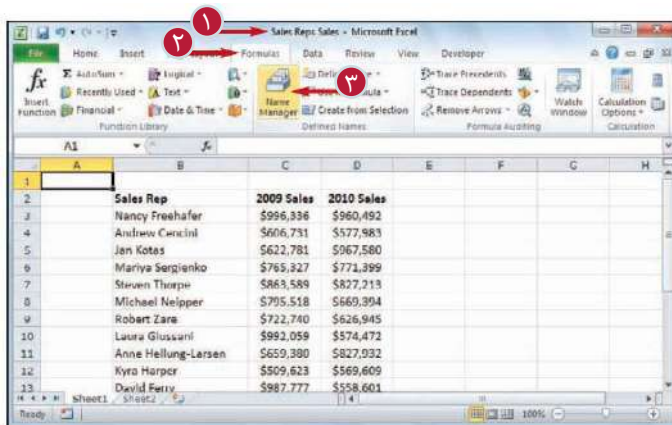 ۱
Sales Reps Sales - Microsoft Excel
۲
File Home Insert Formulas Data Review View Developer
۳
fx Σ AutoSum Logical Trace Precedents
Insert Function Recently Used Text Name Manager Trace Dependents Watch Window Calculation Options
Financial Date & Time Create from Selection Remove Arrows
Function Library Defined Names Formula Auditing Calculation
A1 fx
A B C D E F G H
1
2 Sales Rep 2009 Sales 2010 Sales
3 Nancy Freehafer $996,336 $960,492
4 Andrew Cencini $606,731 $577,983
5 Jan Kotas $622,781 $967,580
6 Mariya Sergienko $765,327 $771,399
7 Steven Thorpe $863,589 $827,213
8 Michael Neipper $795,518 $669,394
9 Robert Zare $722,740 $626,945
10 Laura Giussani $992,059 $574,472
11 Anne Hellung-Larsen $659,380 $827,932
12 Kyra Harper $509,623 $569,609
13 David Ferry $987,777 $558,601
Sheet1 Sheet2
Ready 100%